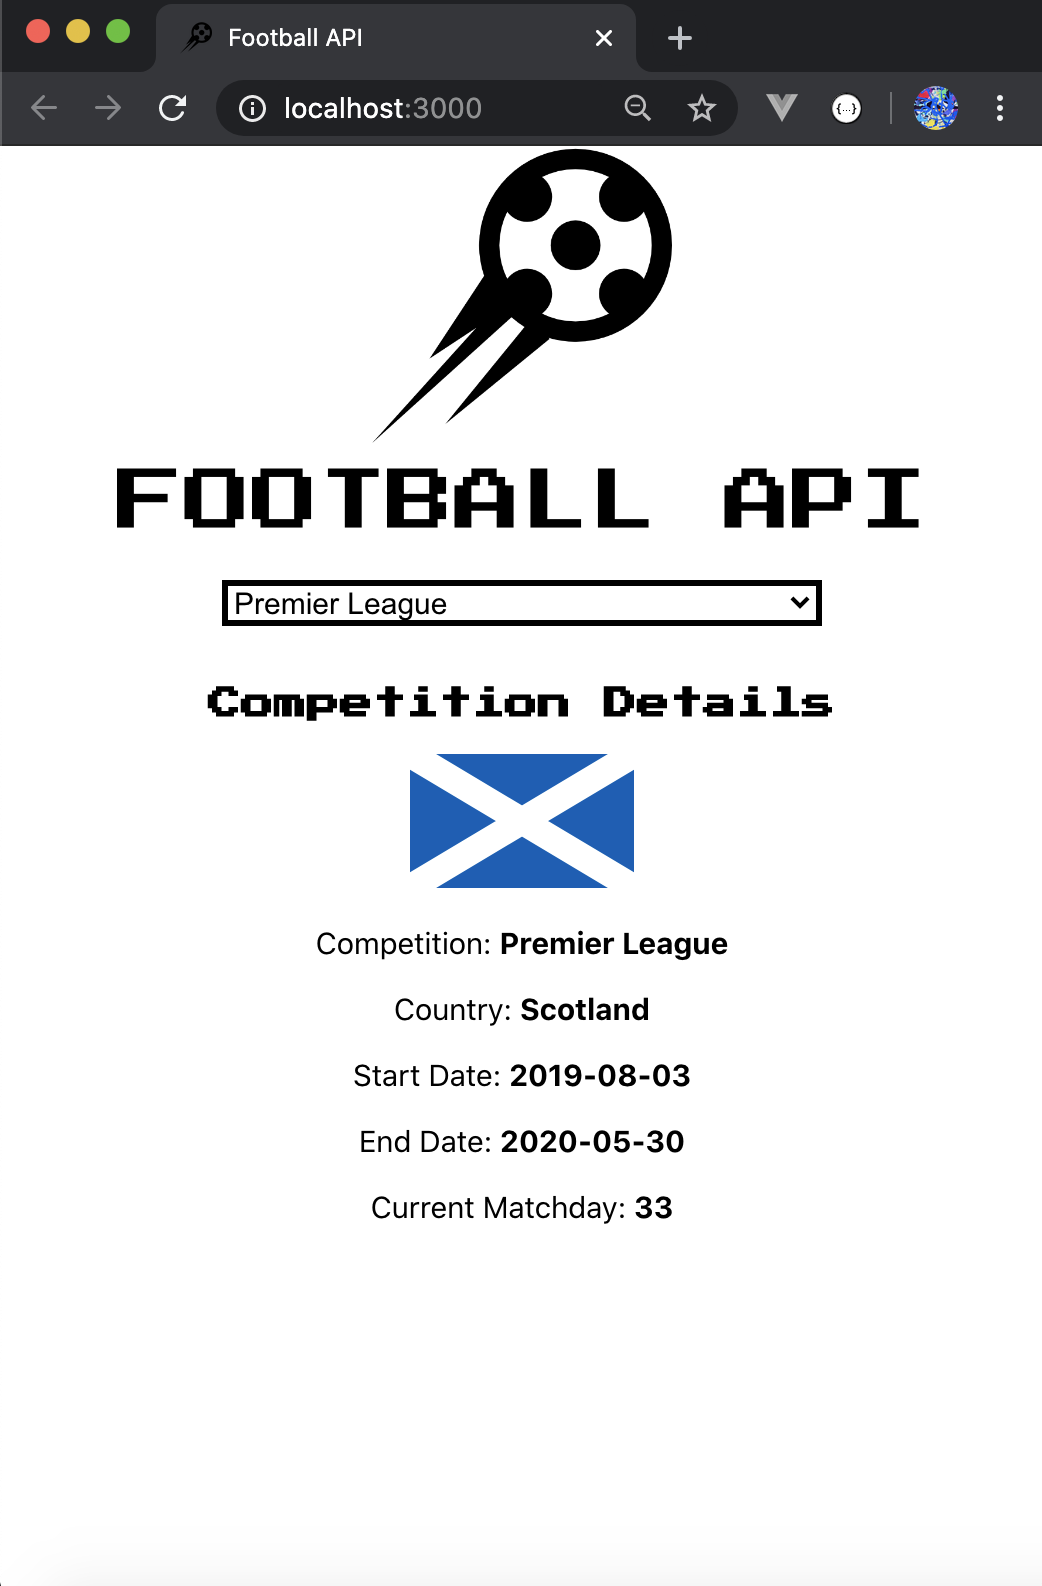 Football API
localhost:3000
{...}
FOOTBALL API
Premier League
Competition Details
Competition: Premier League
Country: Scotland
Start Date: 2019-08-03
End Date: 2020-05-30
Current Matchday: 33